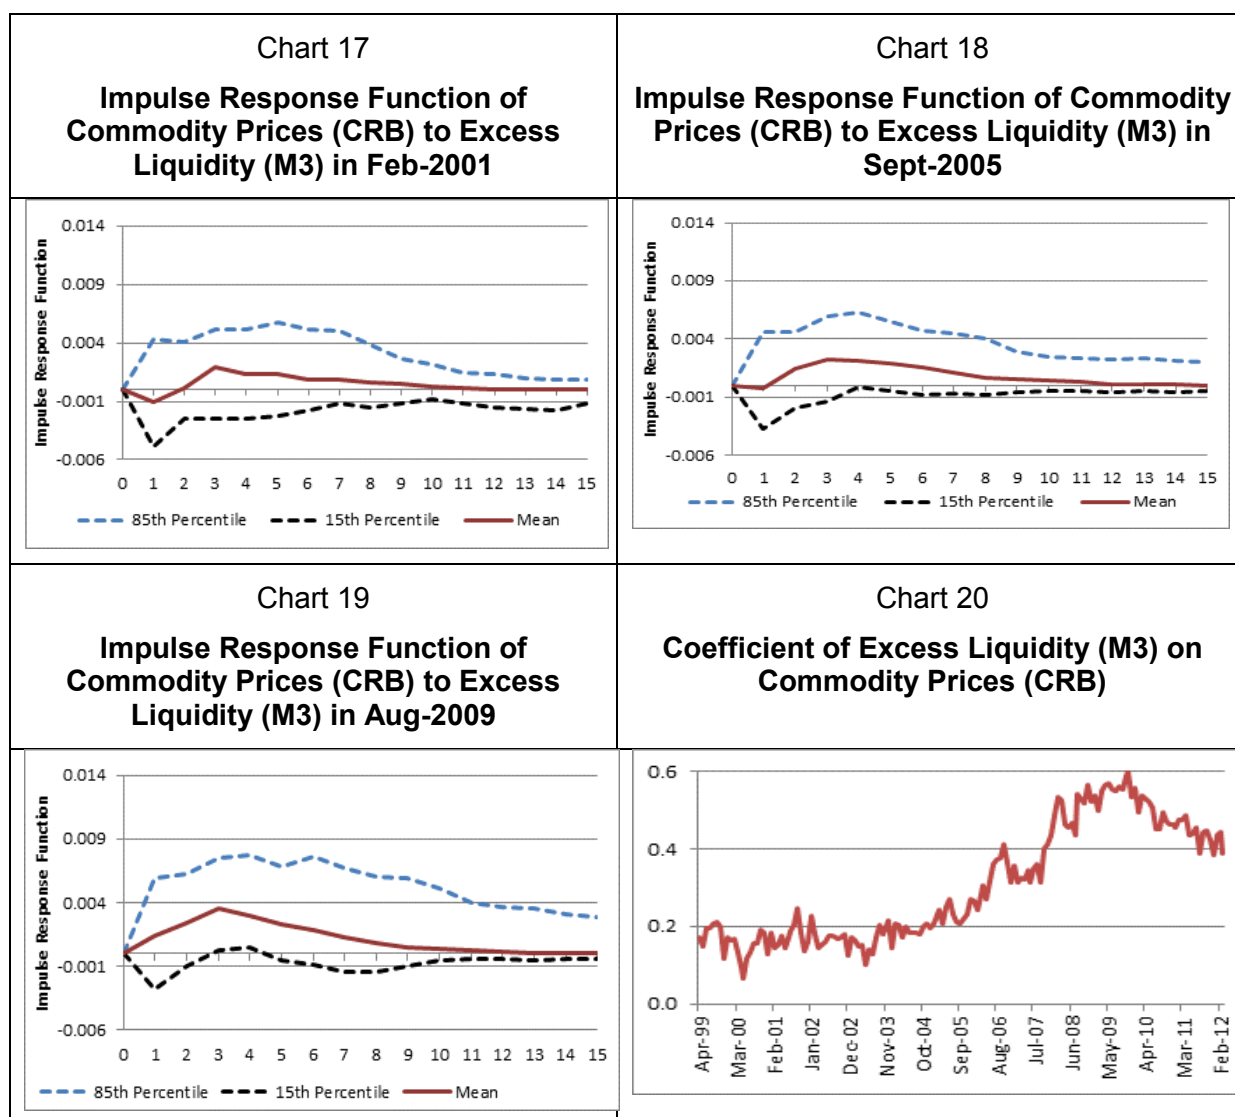 Chart 17
Impulse Response Function of
Commodity Prices (CRB) to Excess
Liquidity (M3) in Feb-2001
Chart 18
Impulse Response Function of Commodity
Prices (CRB) to Excess Liquidity (M3) in
Sept-2005
Impulse Response Function
0.014
0.009
0.004
-0.001
-0.006
0 1 2 3 4 5 6 7 8 9 10 11 12 13 14 15
85th Percentile 15th Percentile Mean
Impulse Response Function
0.014
0.009
0.004
-0.001
-0.006
0 1 2 3 4 5 6 7 8 9 10 11 12 13 14 15
85th Percentile 15th Percentile Mean
Chart 19
Impulse Response Function of
Commodity Prices (CRB) to Excess
Liquidity (M3) in Aug-2009
Chart 20
Coefficient of Excess Liquidity (M3) on
Commodity Prices (CRB)
Impulse Response Function
0.014
0.009
0.004
-0.001
-0.006
0 1 2 3 4 5 6 7 8 9 10 11 12 13 14 15
85th Percentile 15th Percentile Mean
0.6
0.4
0.2
0.0
Apr-99
Mar-00
Feb-01
Jan-02
Dec-02
Nov-03
Oct-04
Sep-05
Aug-06
Jul-07
Jun-08
May-09
Apr-10
Mar-11
Feb-12